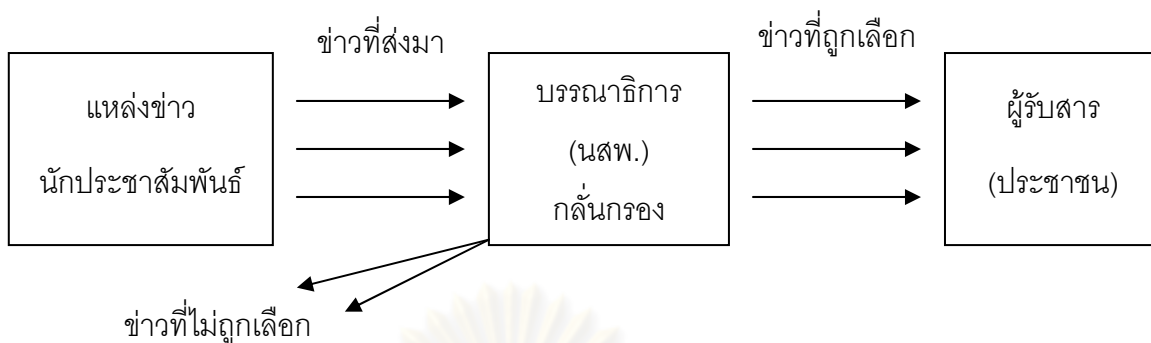 ข่าวที่ส่งมา
ข่าวที่ถูกเลือก
แหล่งข่าว
นักประชาสัมพันธ์
บรรณาธิการ
(นสพ.)
กลั่นกรอง
ผู้รับสาร
(ประชาชน)
ข่าวที่ไม่ถูกเลือก